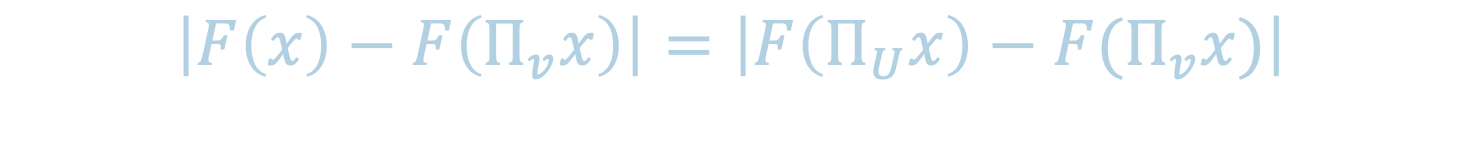 |F(x) − F(Π_v x)| = |F(Π_U x) − F(Π_v x)|